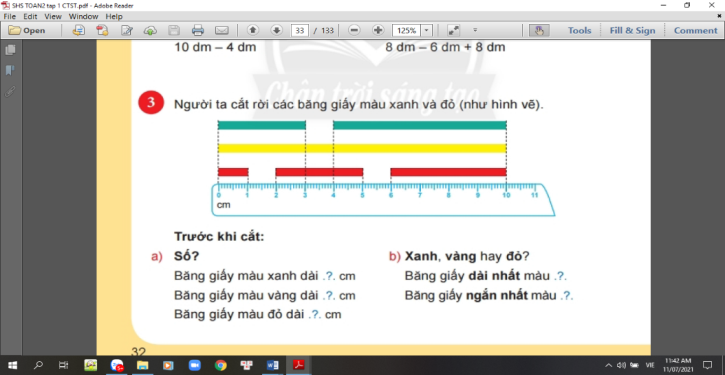 SHS TOAN2 tap 1 CTST.pdf - Adobe Reader
File Edit View Window Help
Open 33 / 133 125% Tools Fill & Sign Comment
10 dm – 4 dm 8 dm – 6 dm + 8 dm
Chân trời sáng tạo
3 Người ta cắt rời các băng giấy màu xanh và đỏ (như hình vẽ).
0 1 2 3 4 5 6 7 8 9 10 11
cm
Trước khi cắt:
a) Số?
Băng giấy màu xanh dài .?. cm
Băng giấy màu vàng dài .?. cm
Băng giấy màu đỏ dài .?. cm
b) Xanh, vàng hay đỏ?
Băng giấy dài nhất màu .?.
Băng giấy ngắn nhất màu .?.
32
VIE 11:42 AM
11/07/2021